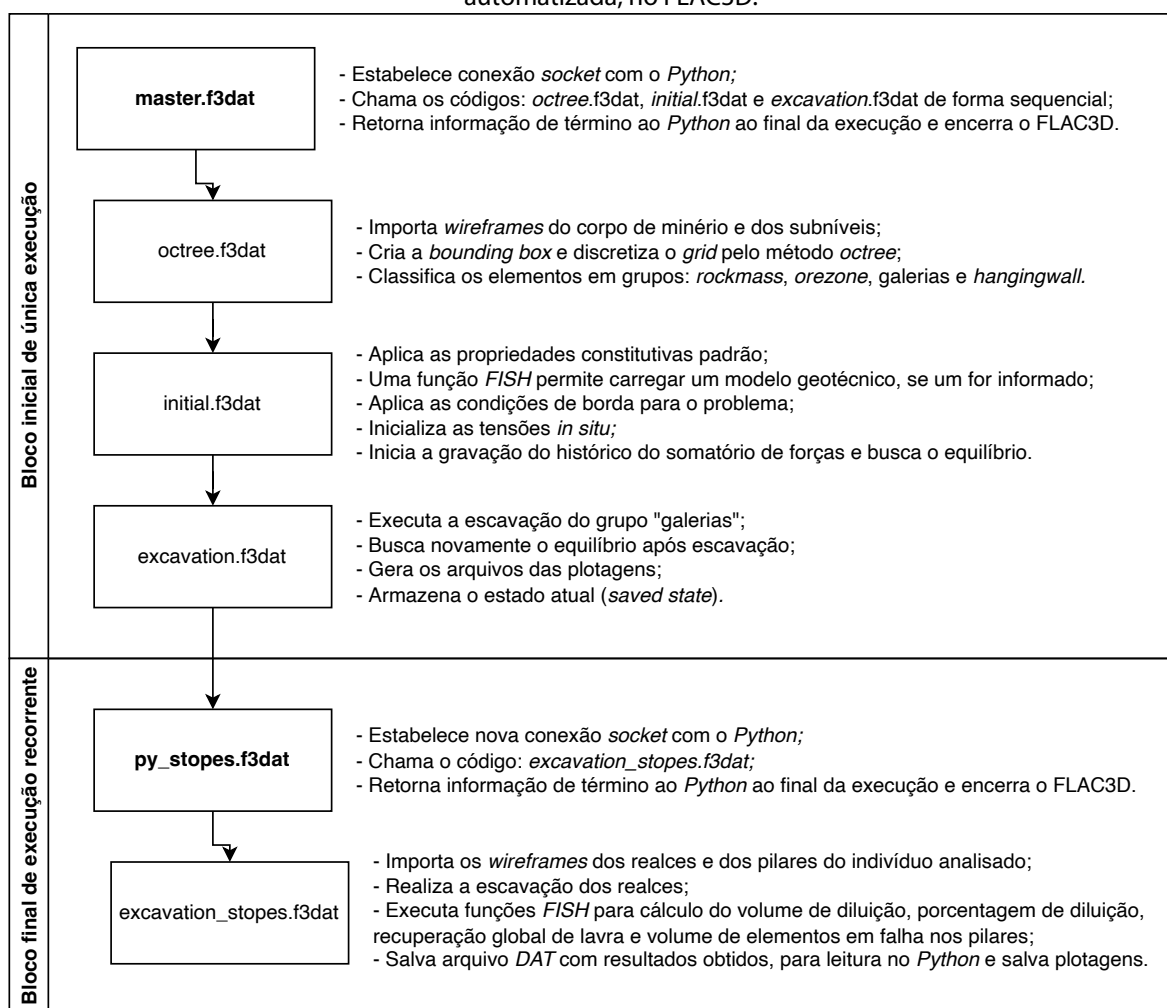 automatizada, no FLAC3D.
Bloco inicial de única execução
master.f3dat
- Estabelece conexão socket com o Python;
- Chama os códigos: octree.f3dat, initial.f3dat e excavation.f3dat de forma sequencial;
- Retorna informação de término ao Python ao final da execução e encerra o FLAC3D.
octree.f3dat
- Importa wireframes do corpo de minério e dos subníveis;
- Cria a bounding box e discretiza o grid pelo método octree;
- Classifica os elementos em grupos: rockmass, orezone, galerias e hangingwall.
initial.f3dat
- Aplica as propriedades constitutivas padrão;
- Uma função FISH permite carregar um modelo geotécnico, se um for informado;
- Aplica as condições de borda para o problema;
- Inicializa as tensões in situ;
- Inicia a gravação do histórico do somatório de forças e busca o equilíbrio.
excavation.f3dat
- Executa a escavação do grupo "galerias";
- Busca novamente o equilíbrio após escavação;
- Gera os arquivos das plotagens;
- Armazena o estado atual (saved state).
Bloco final de execução recorrente
py_stopes.f3dat
- Estabelece nova conexão socket com o Python;
- Chama o código: excavation_stopes.f3dat;
- Retorna informação de término ao Python ao final da execução e encerra o FLAC3D.
excavation_stopes.f3dat
- Importa os wireframes dos realces e dos pilares do indivíduo analisado;
- Realiza a escavação dos realces;
- Executa funções FISH para cálculo do volume de diluição, porcentagem de diluição,
recuperação global de lavra e volume de elementos em falha nos pilares;
- Salva arquivo DAT com resultados obtidos, para leitura no Python e salva plotagens.